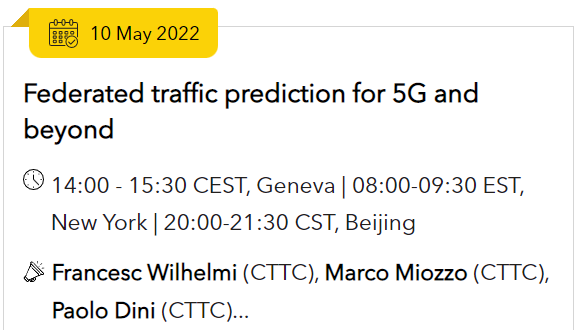 10 May 2022
Federated traffic prediction for 5G and
beyond
14:00 - 15:30 CEST, Geneva | 08:00-09:30 EST,
New York | 20:00-21:30 CST, Beijing
Francesc Wilhelmi (CTTC), Marco Miozzo (CTTC),
Paolo Dini (CTTC)...